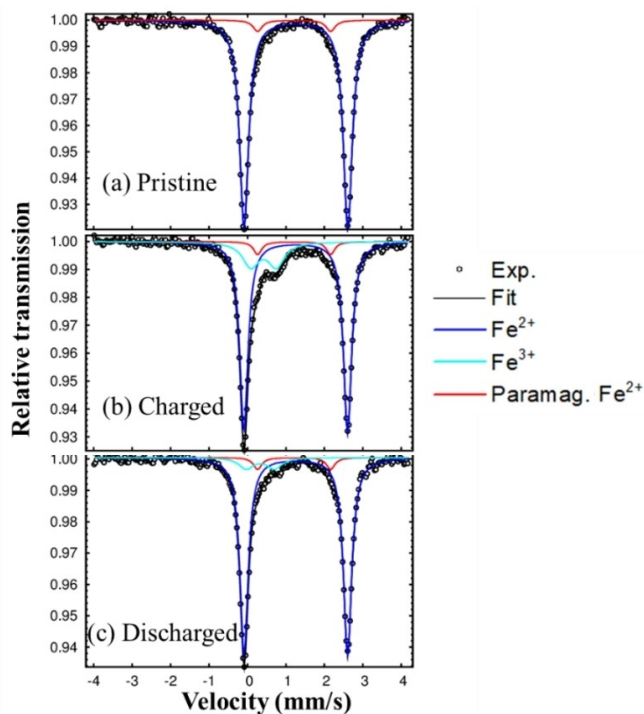 1.00
0.99
0.98
0.97
0.96
0.95
0.94
0.93
(a) Pristine
1.00
0.99
0.98
0.97
0.96
0.95
0.94
0.93
(b) Charged
1.00
0.99
0.98
0.97
0.96
0.95
0.94
(c) Discharged
-4 -3 -2 -1 0 1 2 3 4
Velocity (mm/s)
Relative transmission
Exp.
Fit
Fe²⁺
Fe³⁺
Paramag. Fe²⁺